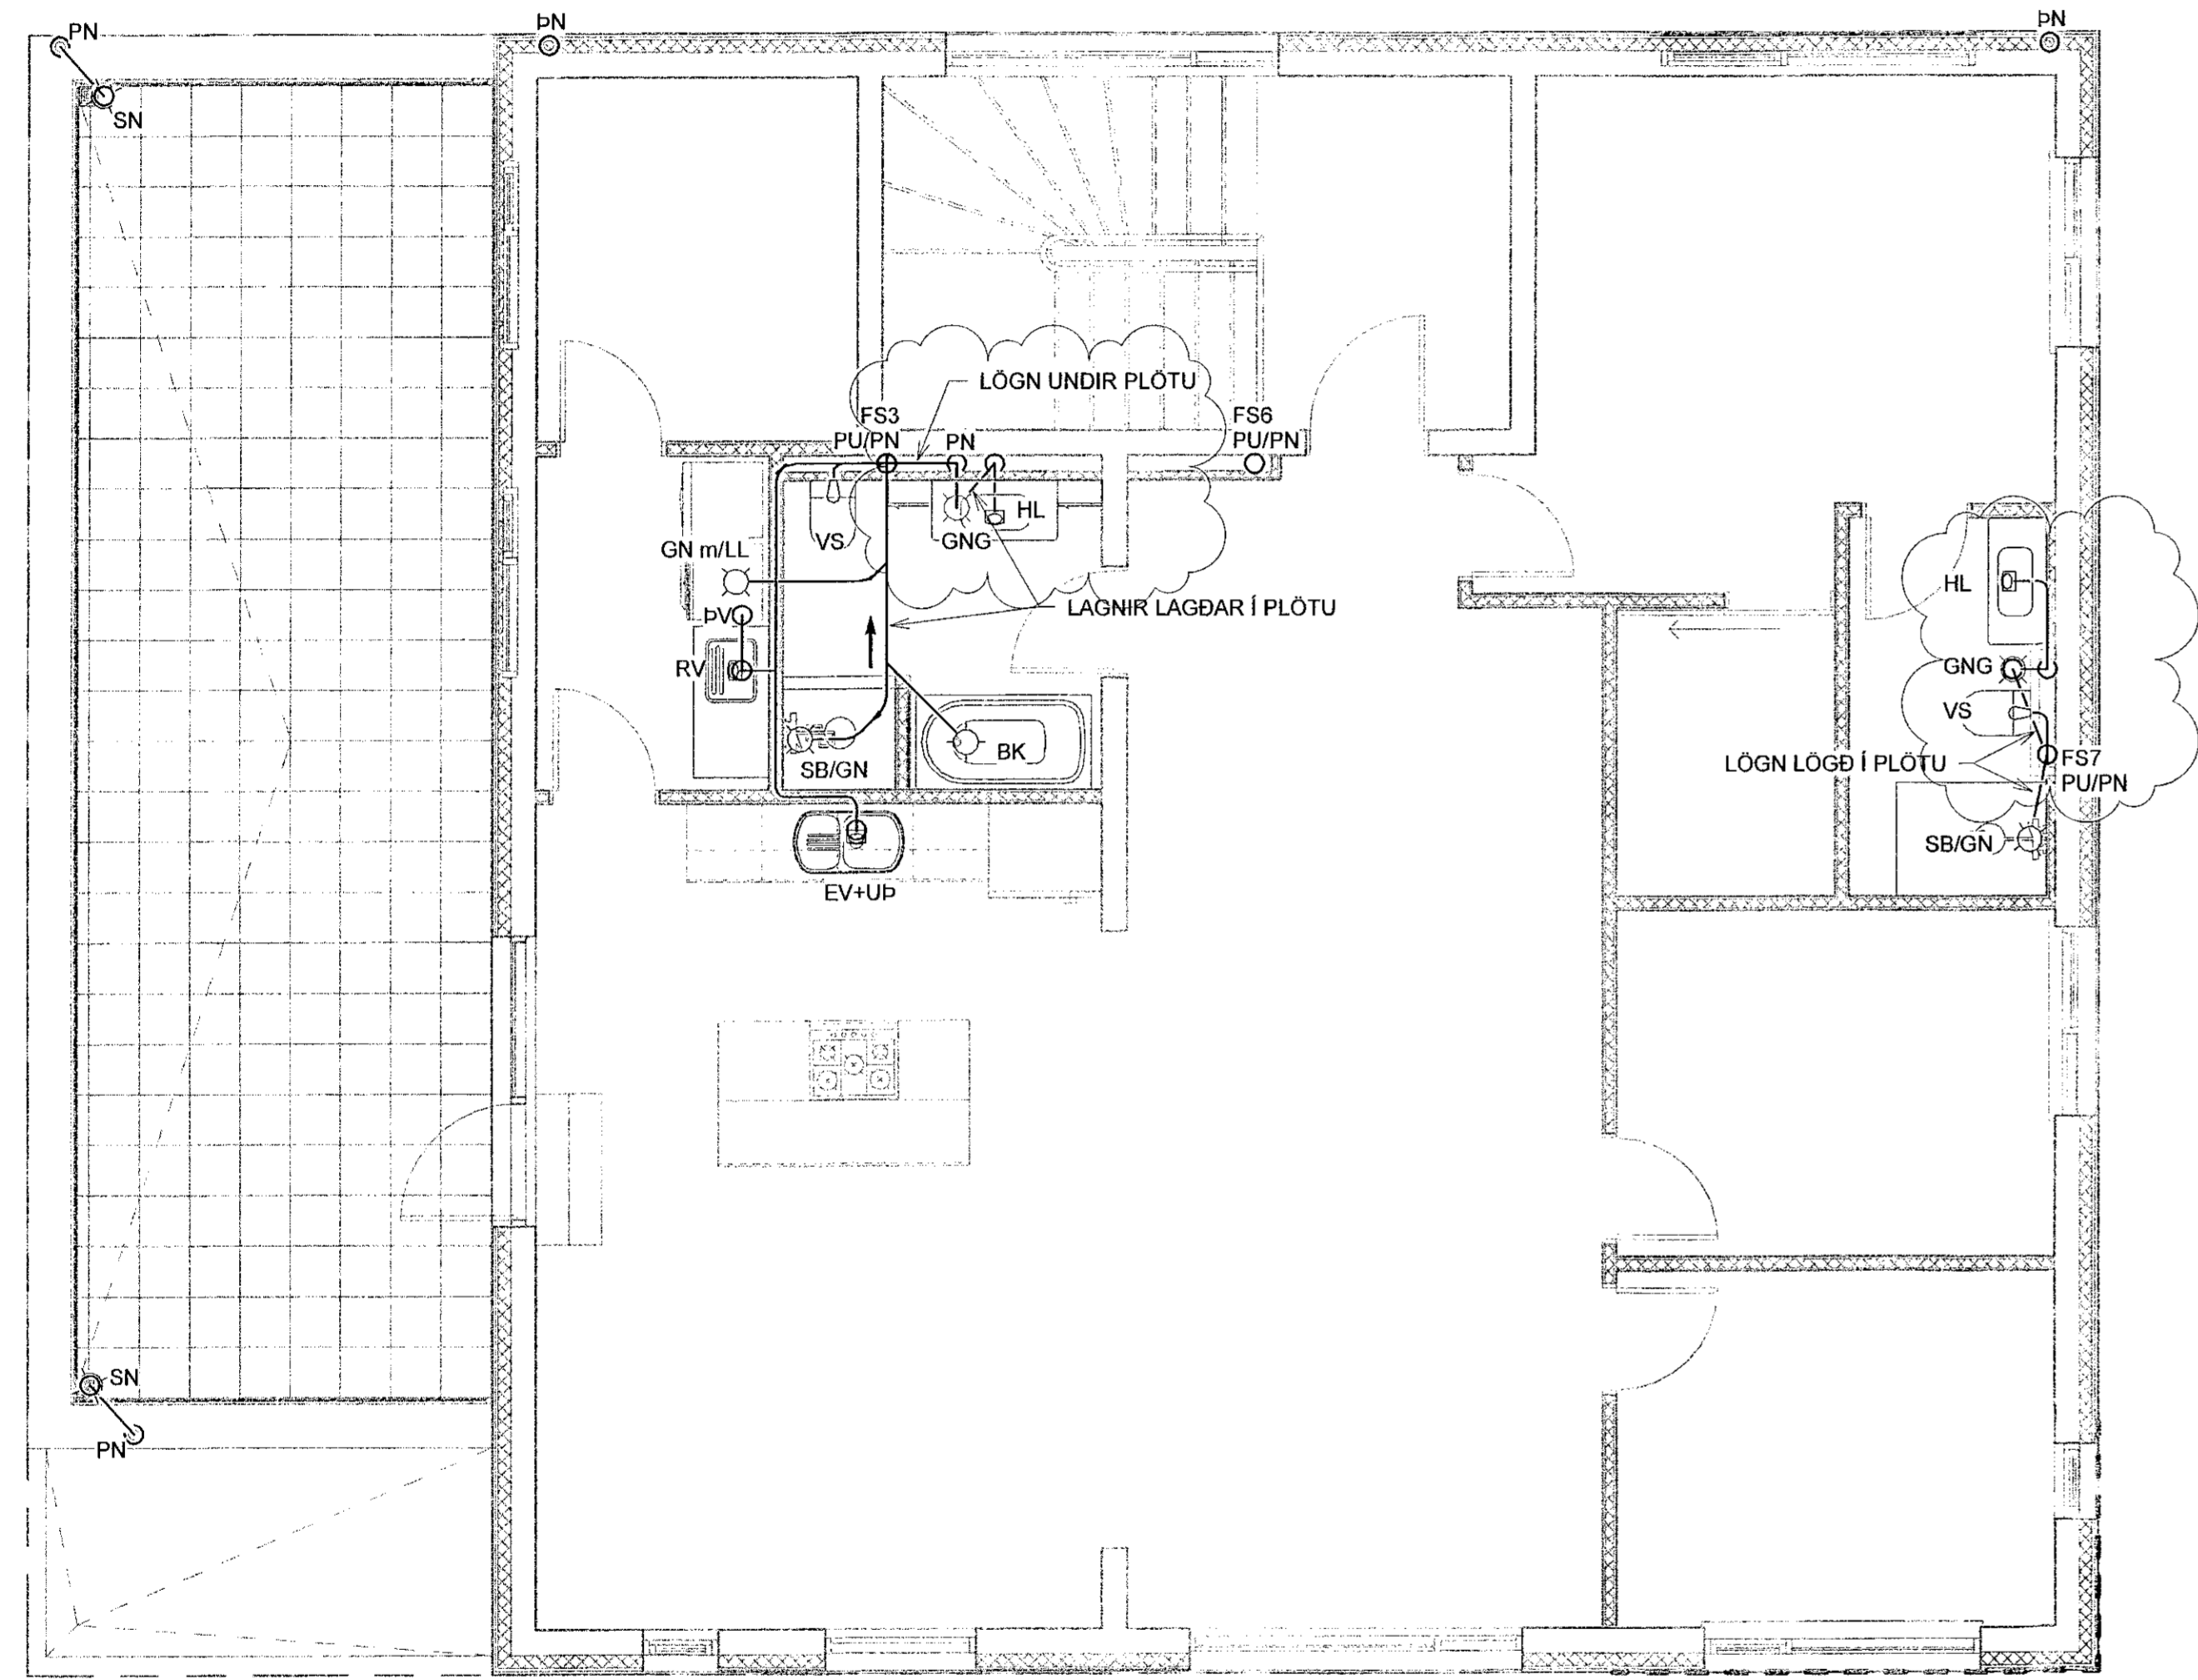 ÞN
ÞN
PN
SN
LÖGN UNDIR PLÖTU
FS3
PU/PN
PN
FS6
PU/PN
VS
HL
GNG
GN m/LL
ÞV
LAGNIR LAGÐAR Í PLÖTU
RV
SB/GN
BK
EV+UÞ
HL
GNG
VS
LÖGN LÖGÐ Í PLÖTU
FS7
PU/PN
SB/GN
SN
PN